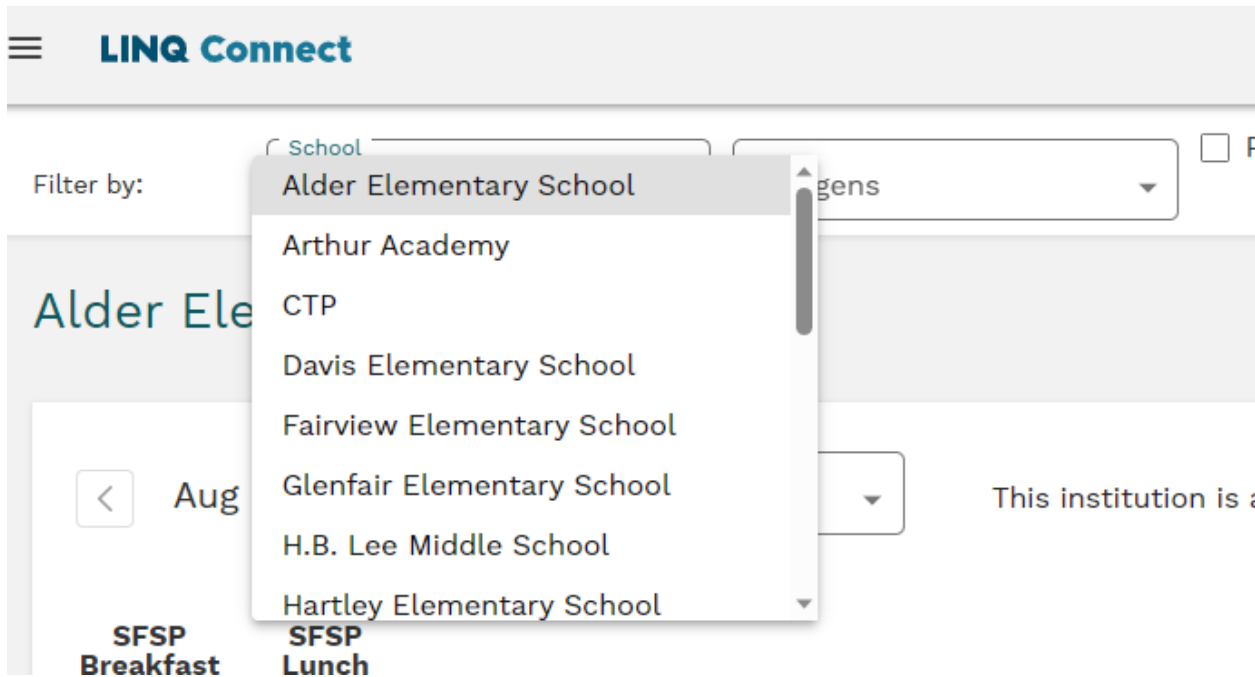 LINQ Connect
School
Filter by:
Alder Elementary School
gens
Arthur Academy
Alder Ele
CTP
Davis Elementary School
Fairview Elementary School
Aug
Glenfair Elementary School
This institution is a
H.B. Lee Middle School
Hartley Elementary School
SFSP
Breakfast
SFSP
Lunch